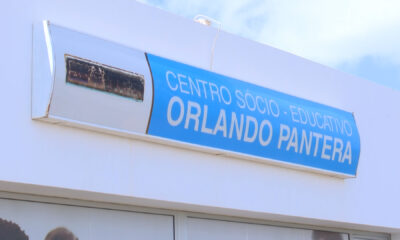 CENTRO SÓCIO - EDUCATIVO
ORLANDO PANTERA